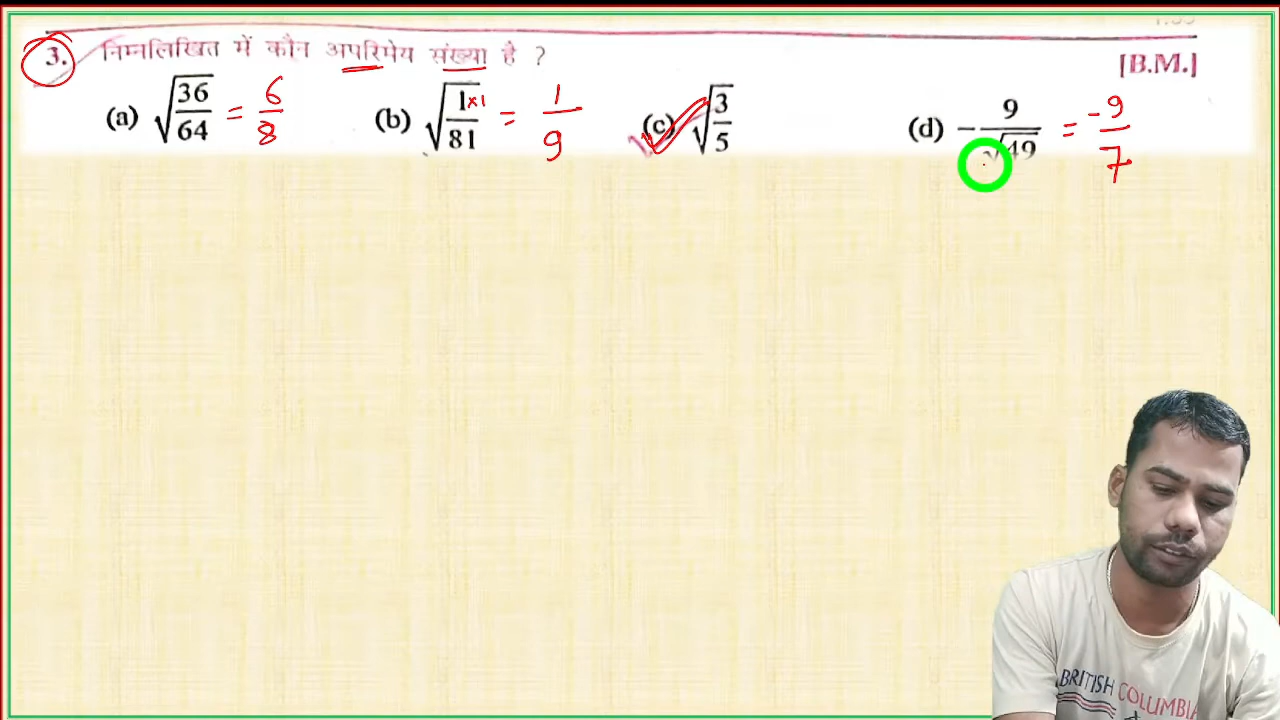 3. निम्नलिखित में कौन अपरिमेय संख्या है ?
[B.M.]
(a) √36/64 = 6/8 (b) √1×1/81 = 1/9 (c) √3/5 (d) -9/√49 = -9/7
BRITISH COLUMBIA